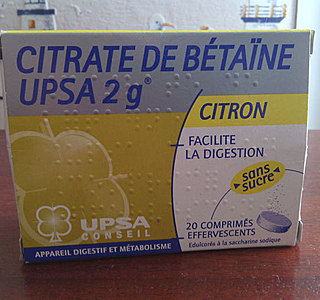 CITRATE DE BÉTAÏNE
UPSA 2 g®
CITRON
FACILITE
LA DIGESTION
sans
sucre
UPSA
CONSEIL
20 COMPRIMÉS
EFFERVESCENTS
Edulcorés à la saccharine sodique
APPAREIL DIGESTIF ET MÉTABOLISME